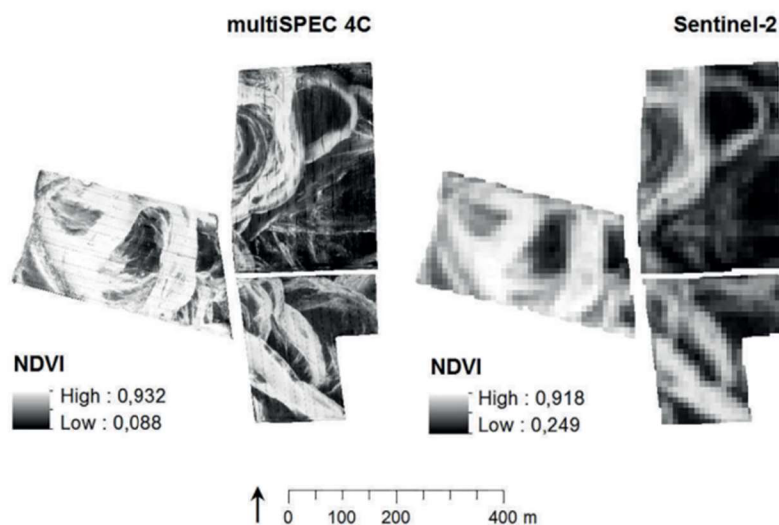 multiSPEC 4C
Sentinel-2
NDVI
High : 0,932
Low : 0,088
NDVI
High : 0,918
Low : 0,249
0 100 200 400 m